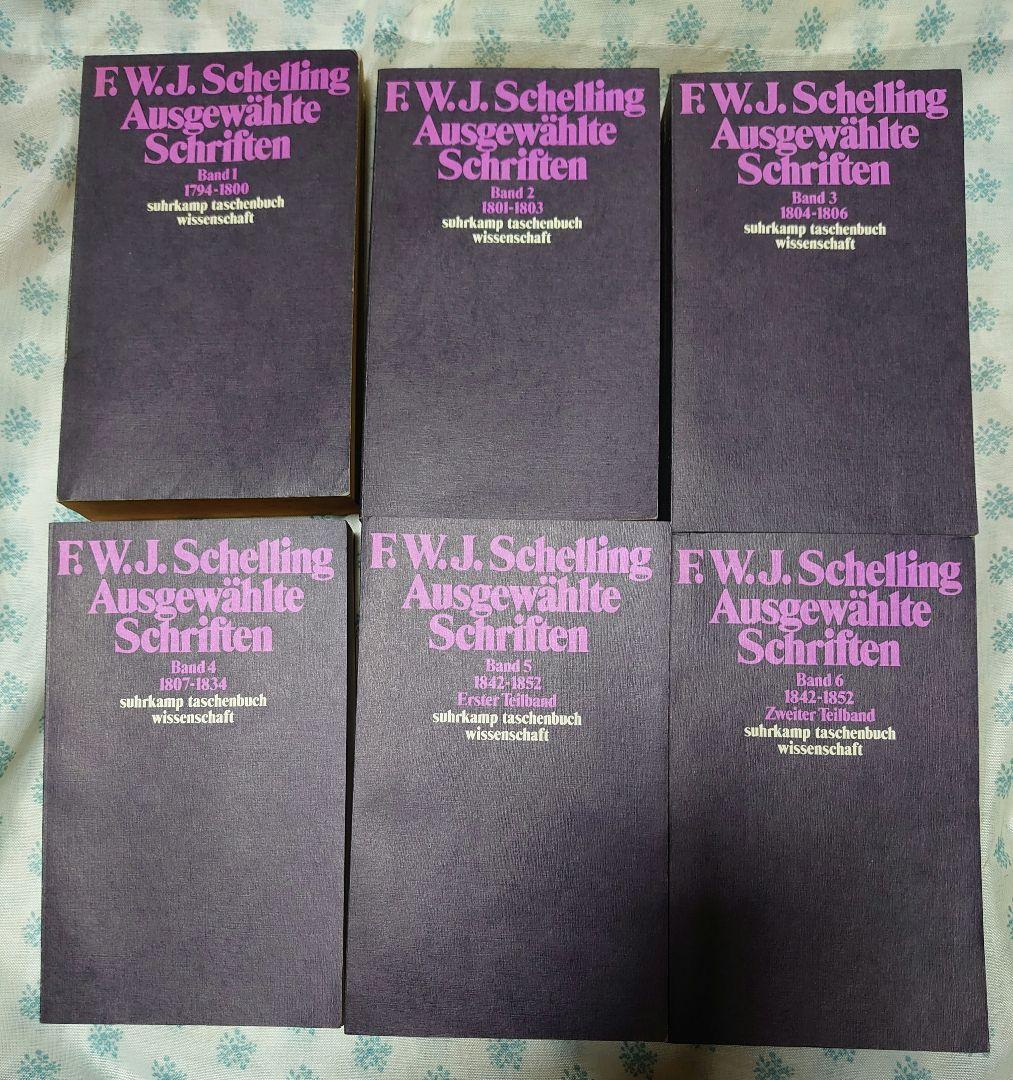 F. W. J. Schelling
Ausgewählte
Schriften
Band 1
1794-1800
suhrkamp taschenbuch
wissenschaft
F. W. J. Schelling
Ausgewählte
Schriften
Band 2
1801-1803
suhrkamp taschenbuch
wissenschaft
F. W. J. Schelling
Ausgewählte
Schriften
Band 3
1804-1806
suhrkamp taschenbuch
wissenschaft
F. W. J. Schelling
Ausgewählte
Schriften
Band 4
1807-1834
suhrkamp taschenbuch
wissenschaft
F. W. J. Schelling
Ausgewählte
Schriften
Band 5
1842-1852
Erster Teilband
suhrkamp taschenbuch
wissenschaft
F. W. J. Schelling
Ausgewählte
Schriften
Band 6
1842-1852
Zweiter Teilband
suhrkamp taschenbuch
wissenschaft